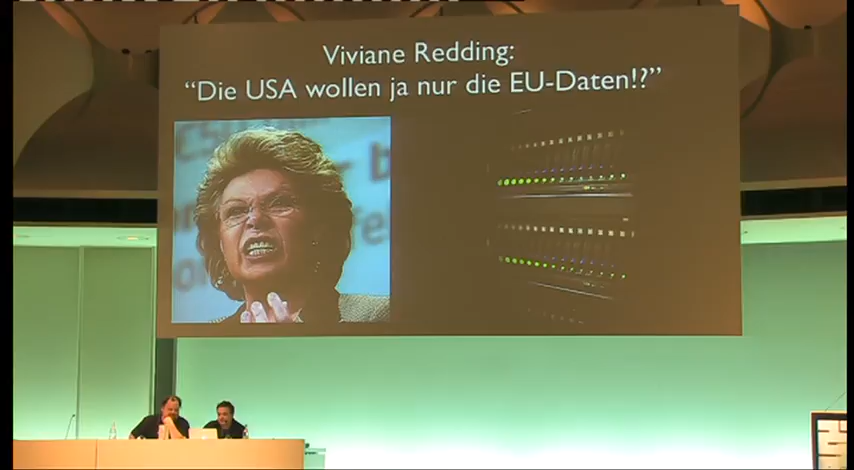 Viviane Redding:
“Die USA wollen ja nur die EU-Daten!?”